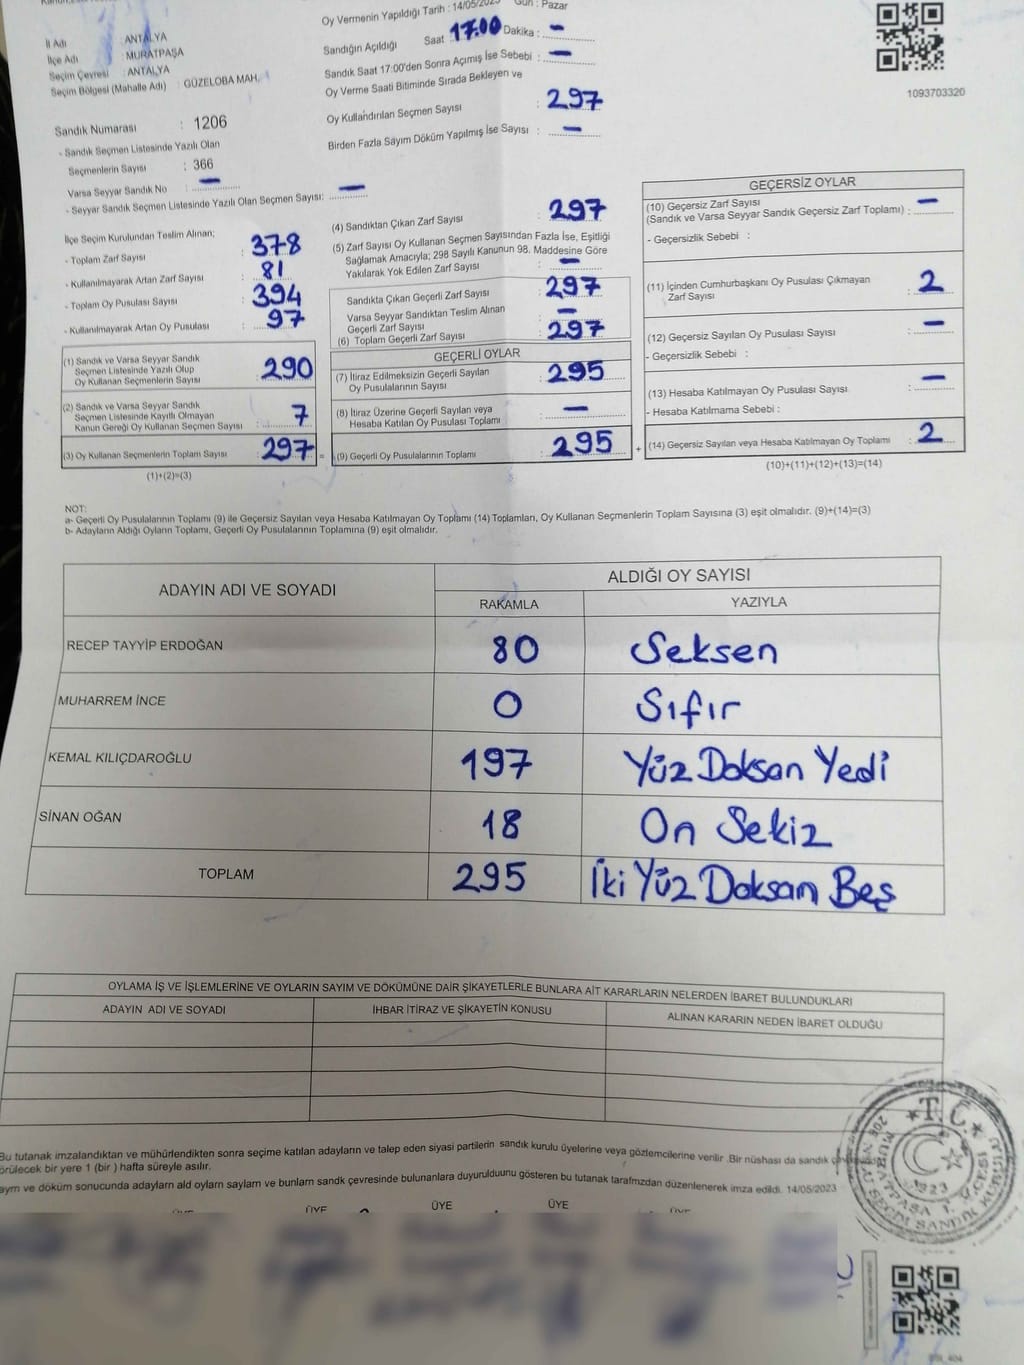 Oy Vermenin Yapıldığı Tarih : 14/05/2023 Gün : Pazar
İl Adı : ANTALYA
İlçe Adı : MURATPAŞA
Seçim Çevresi : ANTALYA
Seçim Bölgesi (Mahalle Adı) : GÜZELOBA MAH.
Sandığın Açıldığı Saat 17.00 Dakika : –
Sandık Saat 17:00'den Sonra Açımış İse Sebebi : –
Oy Verme Saati Bitiminde Sırada Bekleyen ve
Oy Kullandırılan Seçmen Sayısı : 297
Birden Fazla Sayım Döküm Yapılmış İse Sayısı : –
1093703320
Sandık Numarası : 1206
- Sandık Seçmen Listesinde Yazılı Olan
Seçmenlerin Sayısı : 366
Varsa Seyyar Sandık No : –
- Seyyar Sandık Seçmen Listesinde Yazılı Olan Seçmen Sayısı: –
İlçe Seçim Kurulundan Teslim Alınan;
- Toplam Zarf Sayısı : 378
- Kullanılmayarak Artan Zarf Sayısı : 81
- Toplam Oy Pusulası Sayısı : 394
- Kullanılmayarak Artan Oy Pusulası : 97
(1) Sandık ve Varsa Seyyar Sandık
Seçmen Listesinde Yazılı Olup
Oy Kullanan Seçmenlerin Sayısı : 290
(2) Sandık ve Varsa Seyyar Sandık
Seçmen Listesinde Kayıtlı Olmayan
Kanun Gereği Oy Kullanan Seçmen Sayısı : 7
(3) Oy Kullanan Seçmenlerin Toplam Sayısı : 297 =
(1)+(2)=(3)
(4) Sandıktan Çıkan Zarf Sayısı : 297
(5) Zarf Sayısı Oy Kullanan Seçmen Sayısından Fazla İse, Eşitliği
Sağlamak Amacıyla; 298 Sayılı Kanunun 98. Maddesine Göre
Yakılarak Yok Edilen Zarf Sayısı : –
Sandıkta Çıkan Geçerli Zarf Sayısı : 297
Varsa Seyyar Sandıktan Teslim Alınan
Geçerli Zarf Sayısı : –
(6) Toplam Geçerli Zarf Sayısı : 297
GEÇERLİ OYLAR
(7) İtiraz Edilmeksizin Geçerli Sayılan
Oy Pusulalarının Sayısı : 295
(8) İtiraz Üzerine Geçerli Sayılan veya
Hesaba Katılan Oy Pusulası Toplamı : –
(9) Geçerli Oy Pusulalarının Toplamı : 295 +
GEÇERSİZ OYLAR
(10) Geçersiz Zarf Sayısı
(Sandık ve Varsa Seyyar Sandık Geçersiz Zarf Toplamı) : –
- Geçersizlik Sebebi :
(11) İçinden Cumhurbaşkanı Oy Pusulası Çıkmayan
Zarf Sayısı : 2
(12) Geçersiz Sayılan Oy Pusulası Sayısı : –
- Geçersizlik Sebebi :
(13) Hesaba Katılmayan Oy Pusulası Sayısı : –
- Hesaba Katılmama Sebebi :
(14) Geçersiz Sayılan veya Hesaba Katılmayan Oy Toplamı : 2
(10)+(11)+(12)+(13)=(14)
NOT:
a- Geçerli Oy Pusulalarının Toplamı (9) ile Geçersiz Sayılan veya Hesaba Katılmayan Oy Toplamı (14) Toplamları, Oy Kullanan Seçmenlerin Toplam Sayısına (3) eşit olmalıdır. (9)+(14)=(3)
b- Adayların Aldığı Oyların Toplamı, Geçerli Oy Pusulalarının Toplamına (9) eşit olmalıdır.
ADAYIN ADI VE SOYADI ALDIĞI OY SAYISI
RAKAMLA YAZIYLA
RECEP TAYYİP ERDOĞAN 80 Seksen
MUHARREM İNCE 0 Sıfır
KEMAL KILIÇDAROĞLU 197 Yüz Doksan Yedi
SİNAN OĞAN 18 On Sekiz
TOPLAM 295 İki Yüz Doksan Beş
OYLAMA İŞ VE İŞLEMLERİNE VE OYLARIN SAYIM VE DÖKÜMÜNE DAİR ŞİKAYETLERLE BUNLARA AİT KARARLARIN NELERDEN İBARET BULUNDUKLARI
ADAYIN ADI VE SOYADI İHBAR İTİRAZ VE ŞİKAYETİN KONUSU ALINAN KARARIN NEDEN İBARET OLDUĞU
Bu tutanak imzalandıktan ve mühürlendikten sonra seçime katılan adayların ve talep eden siyasi partilerin sandık kurulu üyelerine veya gözlemcilerine verilir .Bir nüshası da sandık
örülecek bir yere 1 (bir ) hafta süreyle asılır.
ayım ve döküm sonucunda adayların ald oyların sayları ve bunların sandk çevresinde bulunanlara duyurulduunu gösteren bu tutanak tarafımzdan düzenlenerek imza edildi. 14/05/2023
ÜYE ÜYE ÜYE
T.C.
1923